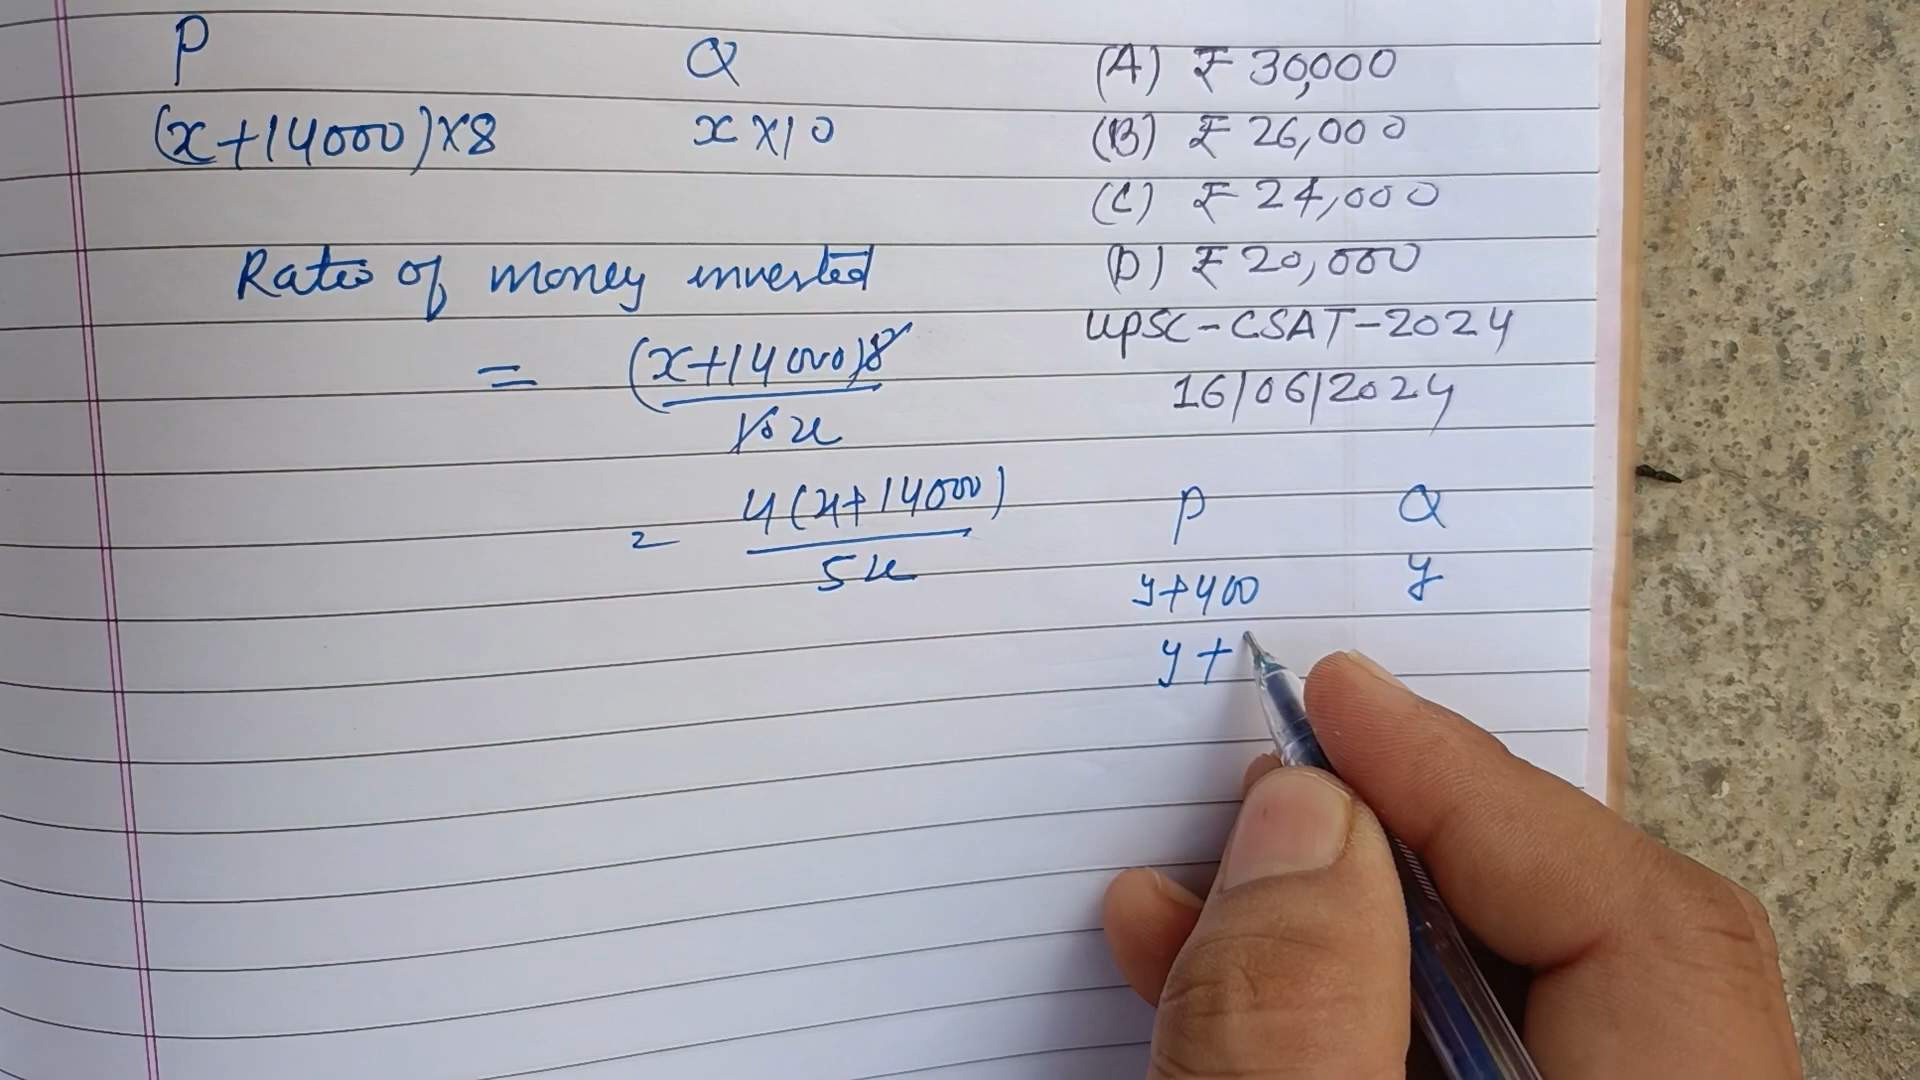 P Q
(x+14000)×8 x×10
(A) ₹ 30,000
(B) ₹ 26,000
(C) ₹ 24,000
(D) ₹ 20,000
UPSC-CSAT-2024
16/06/2024
Ratio of money invested
= (x+14000)8
10x
= 4(x+14000)
5x
P Q
y+400 y
y+